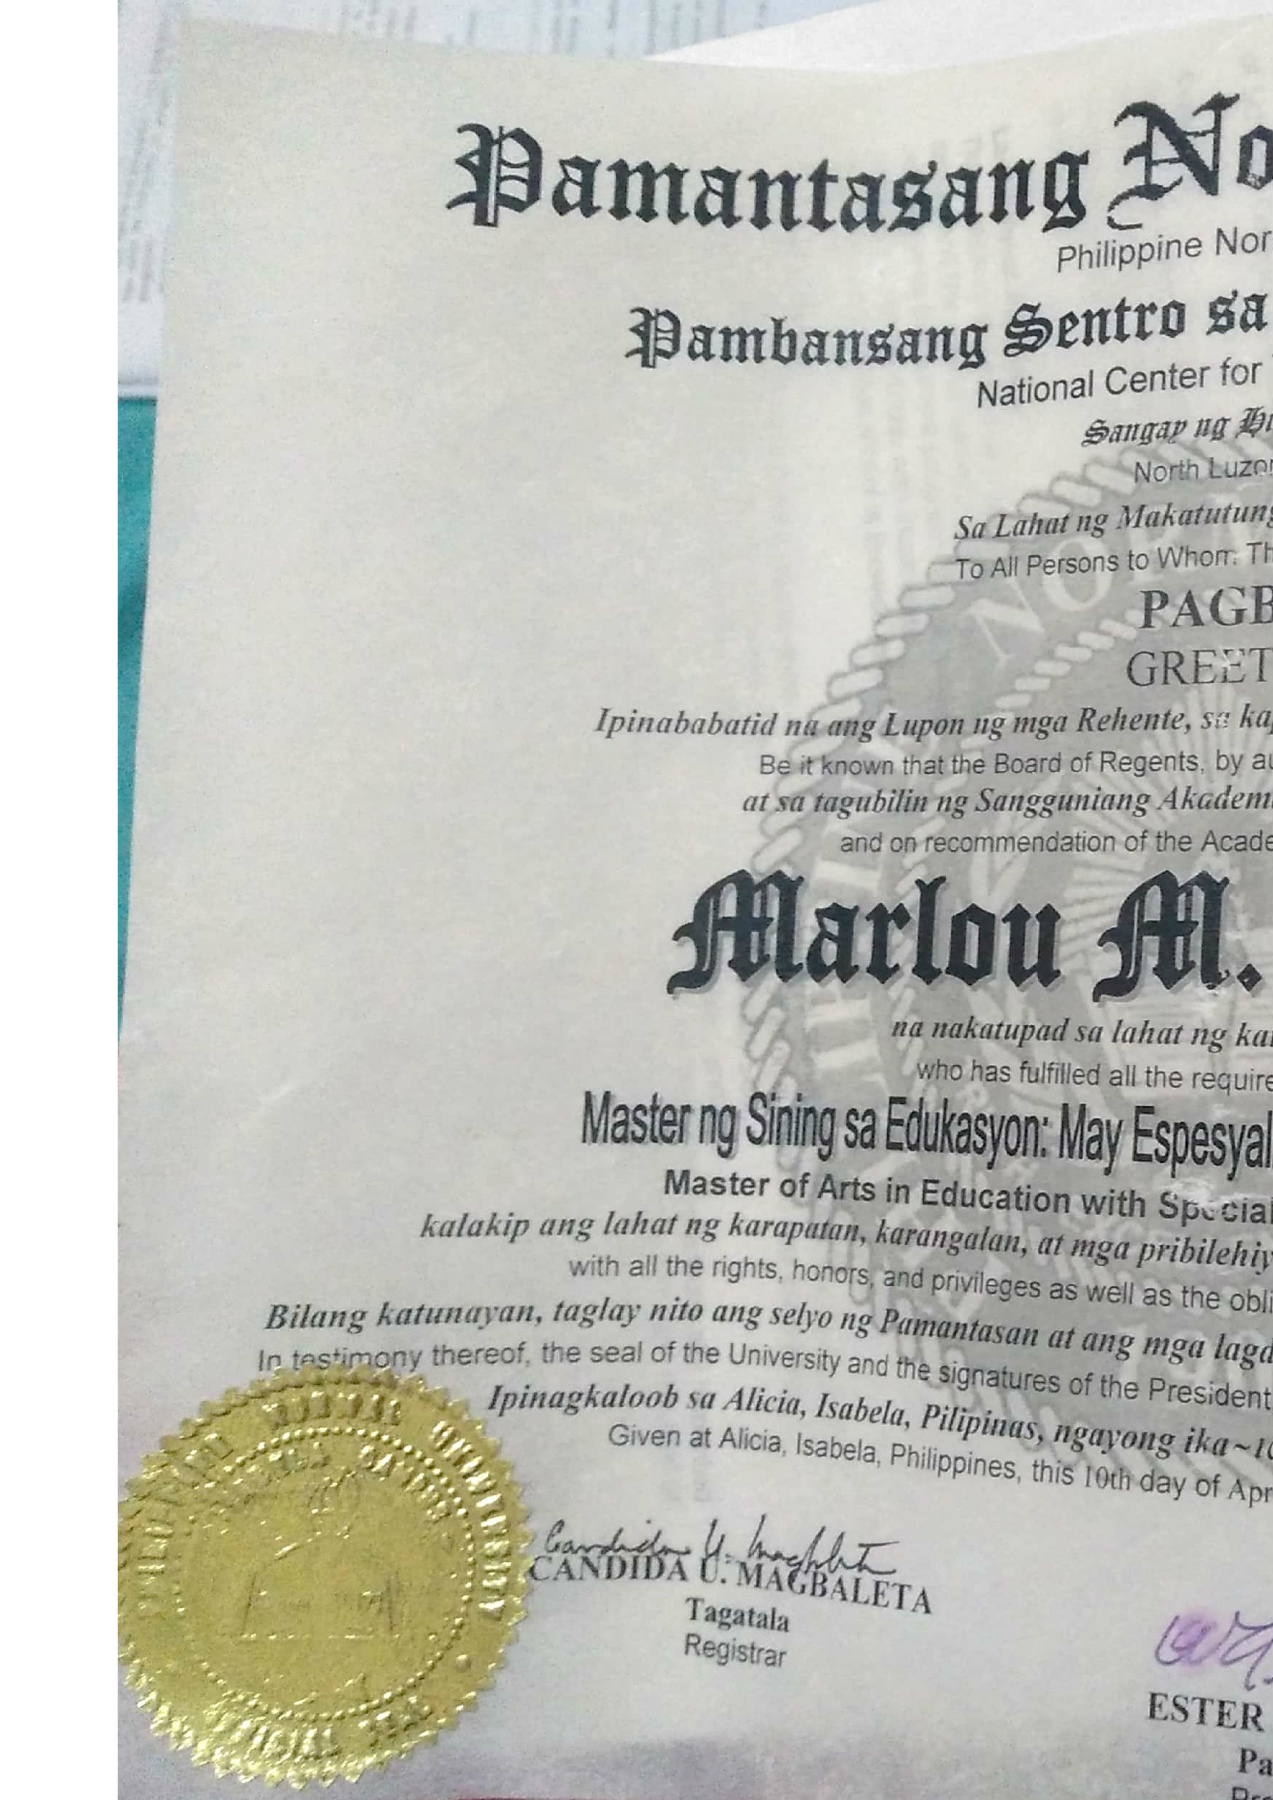 Pamantasang No
Philippine Nor
Pambansang Sentro sa
National Center for
Sangay ng Hi
North Luzon
Sa Lahat ng Makatutung
To All Persons to Whom Th
PAGB
GREET
Ipinababatid na ang Lupon ng mga Rehente, sa ka
Be it known that the Board of Regents, by au
at sa tagubilin ng Sangguniang Akadem
and on recommendation of the Acade
Marlou M.
na nakatupad sa lahat ng ka
who has fulfilled all the require
Master ng Sining sa Edukasyon: May Espesyal
Master of Arts in Education with Special
kalakip ang lahat ng karapatan, karangalan, at mga pribilehiy
with all the rights, honors, and privileges as well as the obli
Bilang katunayan, taglay nito ang selyo ng Pamantasan at ang mga lagd
In testimony thereof, the seal of the University and the signatures of the President
Ipinagkaloob sa Alicia, Isabela, Pilipinas, ngayong ika~10
Given at Alicia, Isabela, Philippines, this 10th day of Apr
NORMAL UNIVERSITY
OFFICIAL SEAL
Candida U. Magbaleta
CANDIDA U. MAGBALETA
Tagatala
Registrar
ESTER
Pa
Pre